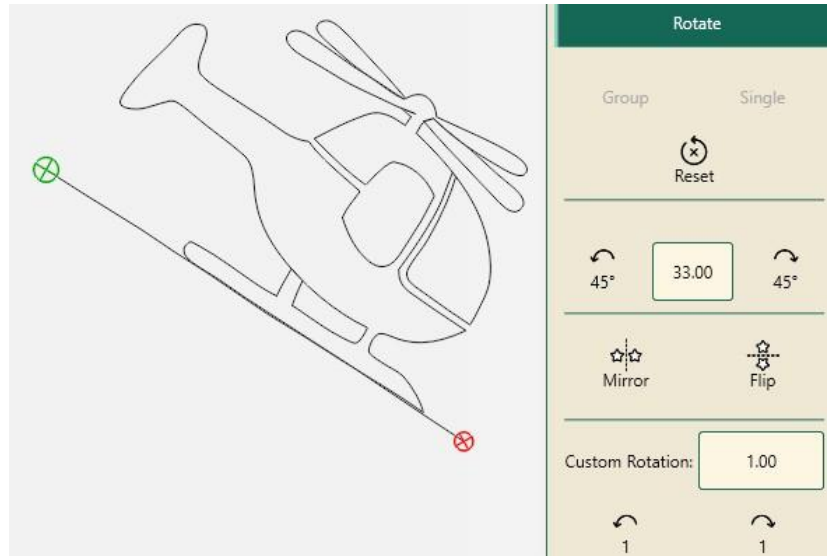 Rotate
Group Single
Reset
45° 33.00 45°
Mirror Flip
Custom Rotation: 1.00
1 1